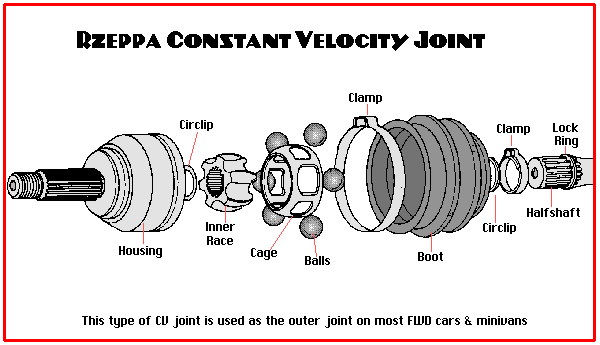 Rzeppa Constant Velocity Joint
Clamp
Circlip
Clamp
Lock
Ring
Housing
Inner
Race
Cage
Balls
Boot
Circlip
Halfshaft
This type of CV joint is used as the outer joint on most FWD cars & minivans